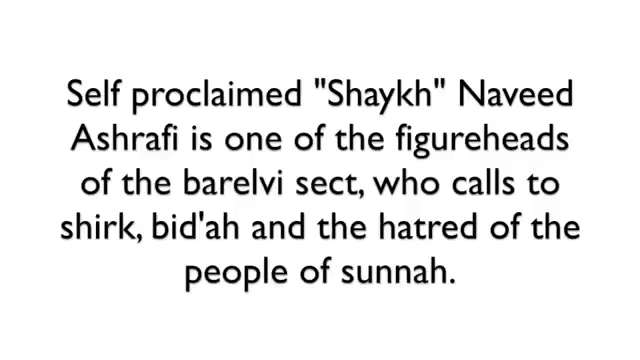 Self proclaimed "Shaykh" Naveed
Ashrafi is one of the figureheads
of the barelvi sect, who calls to
shirk, bid'ah and the hatred of the
people of sunnah.